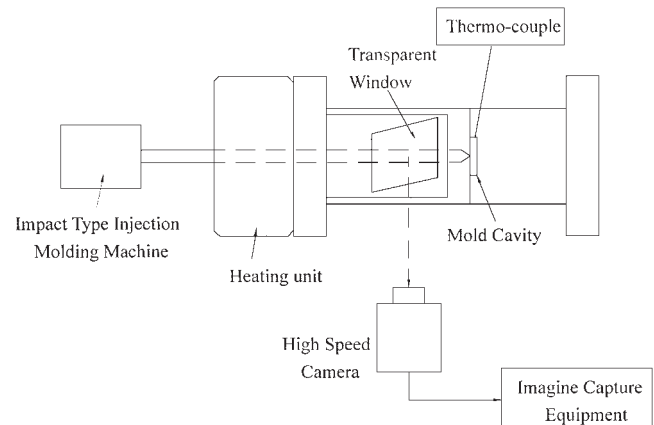 Thermo-couple
Transparent
Window
Impact Type Injection
Molding Machine
Heating unit
Mold Cavity
High Speed
Camera
Imagine Capture
Equipment